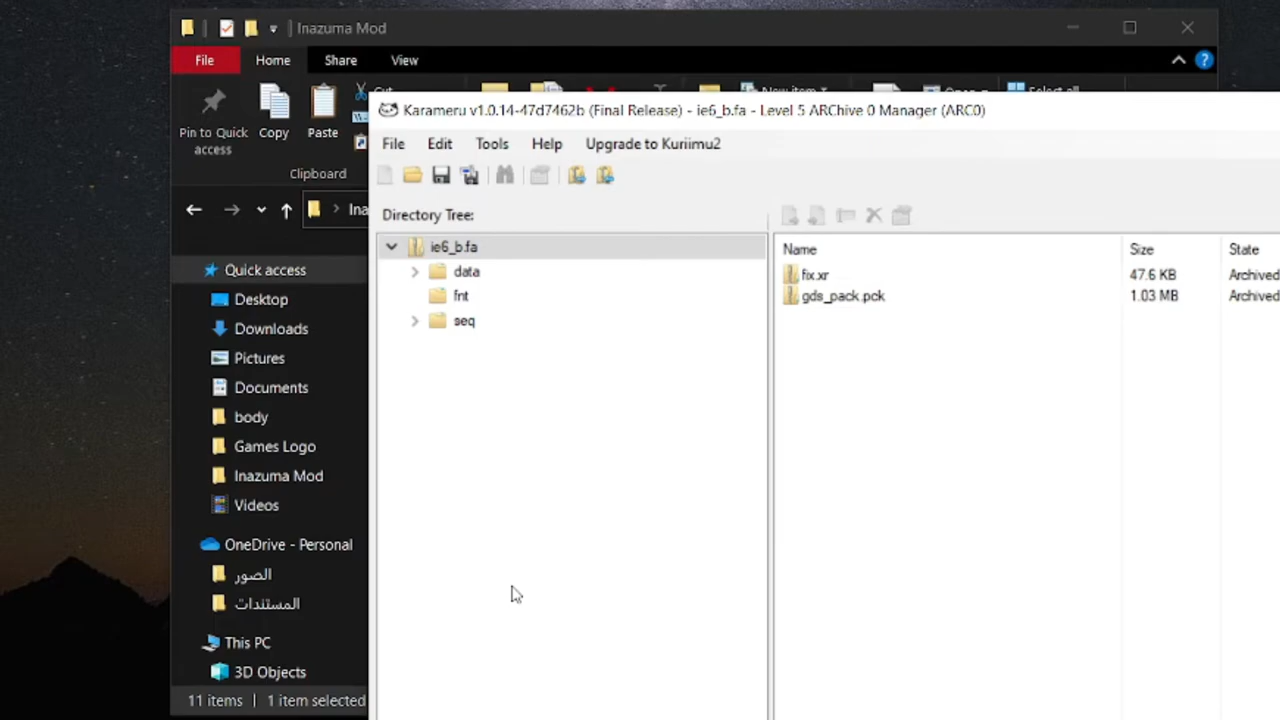 Inazuma Mod
File Home Share View
Pin to Quick access
Copy
Paste
Clipboard
Karameru v1.0.14-47d7462b (Final Release) - ie6_b.fa - Level 5 ARChive 0 Manager (ARC0)
File Edit Tools Help Upgrade to Kuriimu2
Directory Tree:
ie6_b.fa
data
fnt
seq
Name Size State
fix.xr 47.6 KB Archived
gds_pack.pck 1.03 MB Archived
Quick access
Desktop
Downloads
Pictures
Documents
body
Games Logo
Inazuma Mod
Videos
OneDrive - Personal
الصور
المستندات
This PC
3D Objects
11 items 1 item selected